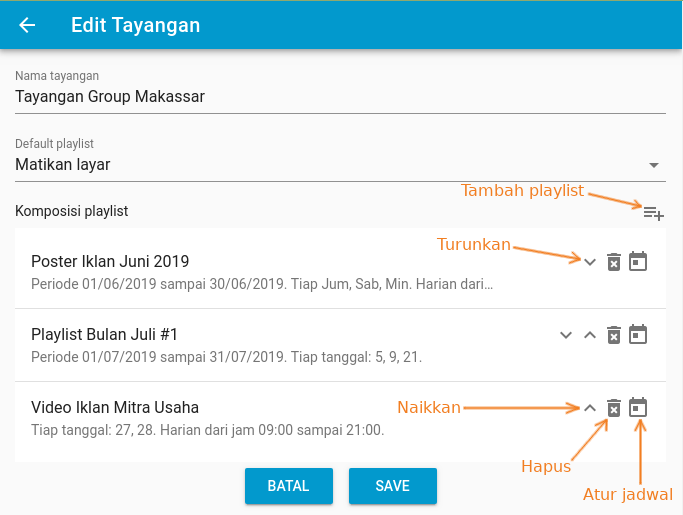 Edit Tayangan
Nama tayangan
Tayangan Group Makassar
Default playlist
Matikan layar
Tambah playlist
Komposisi playlist
Turunkan
Poster Iklan Juni 2019
Periode 01/06/2019 sampai 30/06/2019. Tiap Jum, Sab, Min. Harian dari...
Playlist Bulan Juli #1
Periode 01/07/2019 sampai 31/07/2019. Tiap tanggal: 5, 9, 21.
Video Iklan Mitra Usaha
Naikkan
Tiap tanggal: 27, 28. Harian dari jam 09:00 sampai 21:00.
Hapus
BATAL
SAVE
Atur jadwal